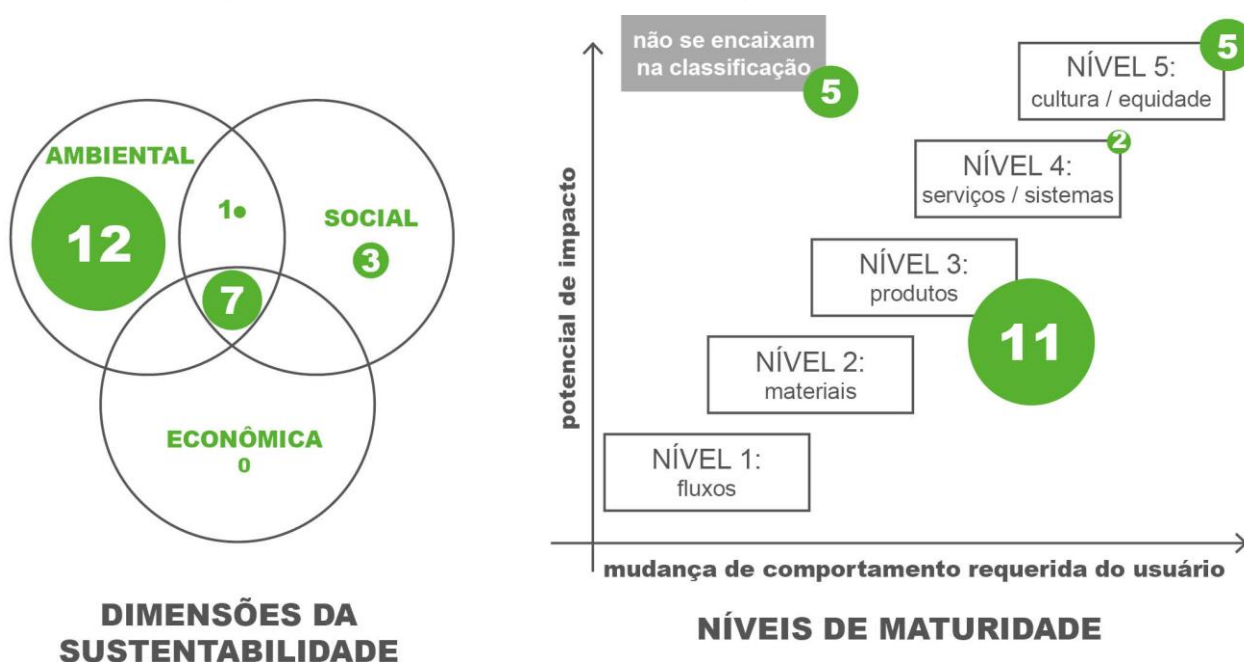 AMBIENTAL
12
1
SOCIAL
3
7
ECONÔMICA
0
DIMENSÕES DA
SUSTENTABILIDADE
não se encaixam
na classificação
5
NÍVEL 5:
cultura / equidade
5
NÍVEL 4:
serviços / sistemas
2
NÍVEL 3:
produtos
11
NÍVEL 2:
materiais
NÍVEL 1:
fluxos
potencial de impacto
mudança de comportamento requerida do usuário
NÍVEIS DE MATURIDADE